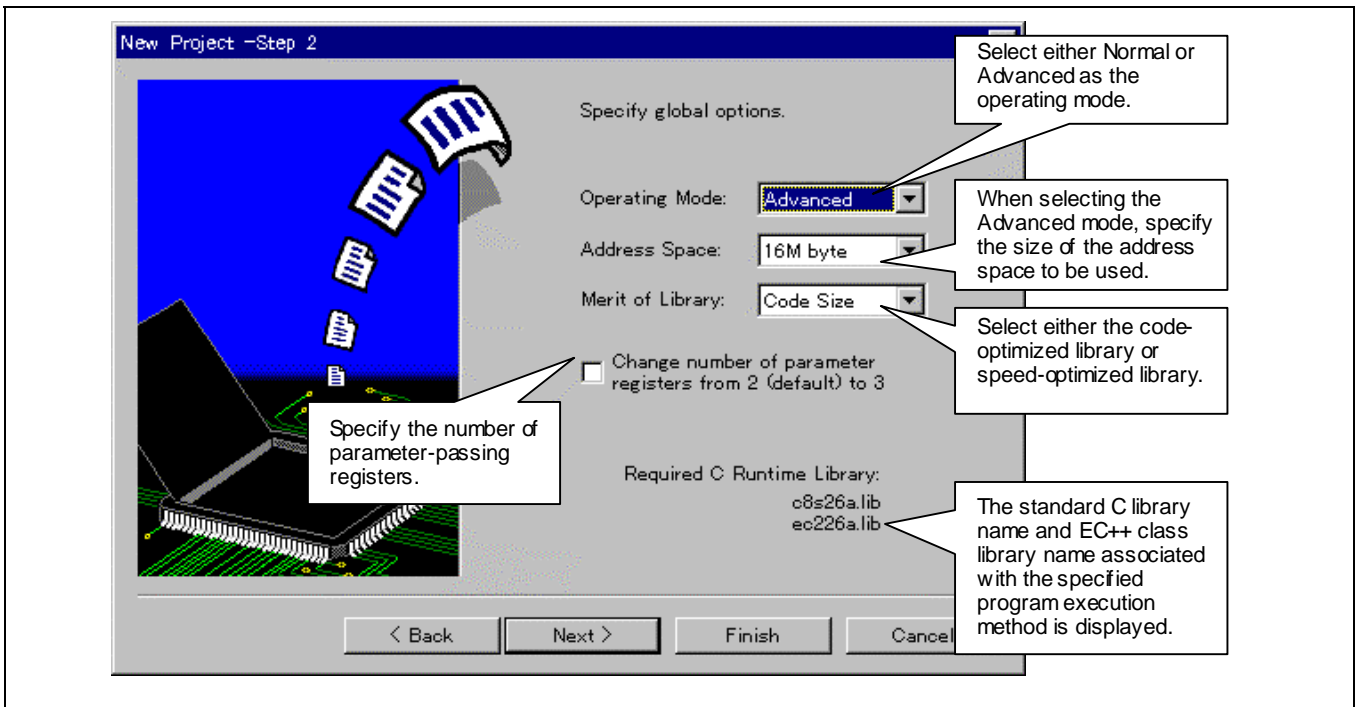 New Project -Step 2
Select either Normal or
Advanced as the
operating mode.
Specify global options.
Operating Mode:
Advanced
When selecting the
Advanced mode, specify
the size of the address
space to be used.
Address Space:
16M byte
Merit of Library:
Code Size
Select either the code-
optimized library or
speed-optimized library.
Change number of parameter
registers from 2 (default) to 3
Specify the number of
parameter-passing
registers.
Required C Runtime Library:
c8s26a.lib
ec226a.lib
The standard C library
name and EC++ class
library name associated
with the specified
program execution
method is displayed.
< Back
Next >
Finish
Cancel